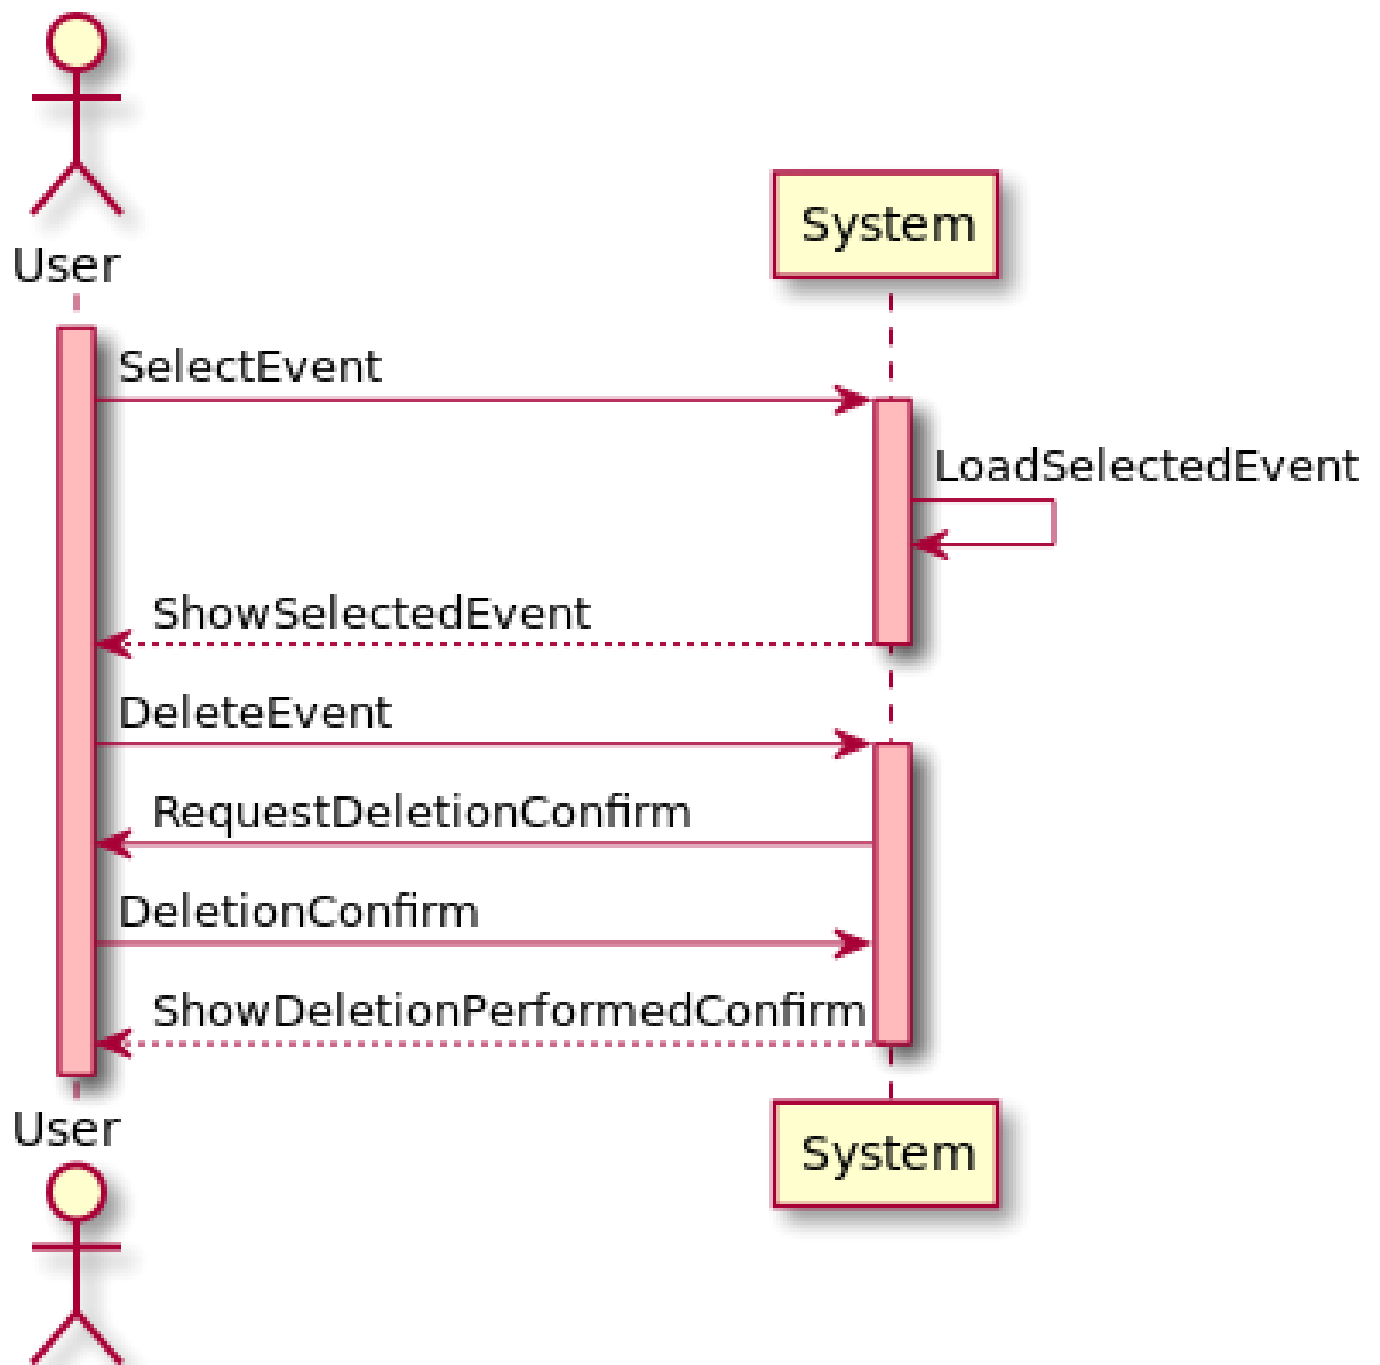 User
System
SelectEvent
LoadSelectedEvent
ShowSelectedEvent
DeleteEvent
RequestDeletionConfirm
DeletionConfirm
ShowDeletionPerformedConfirm
User
System